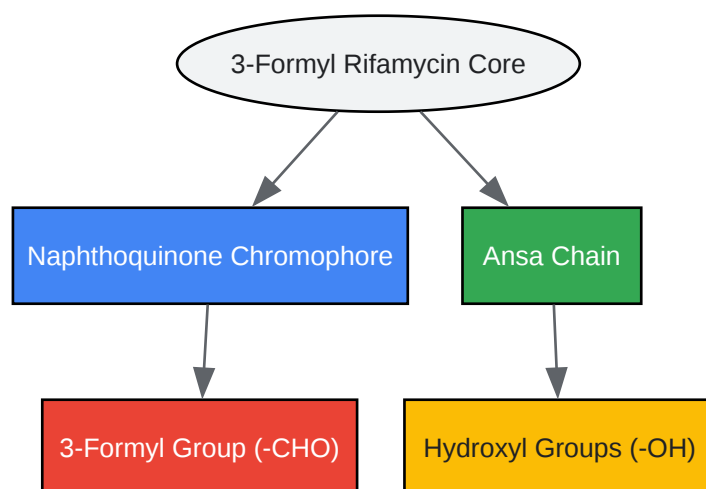 3-Formyl Rifamycin Core
Naphthoquinone Chromophore
Ansa Chain
3-Formyl Group (-CHO)
Hydroxyl Groups (-OH)